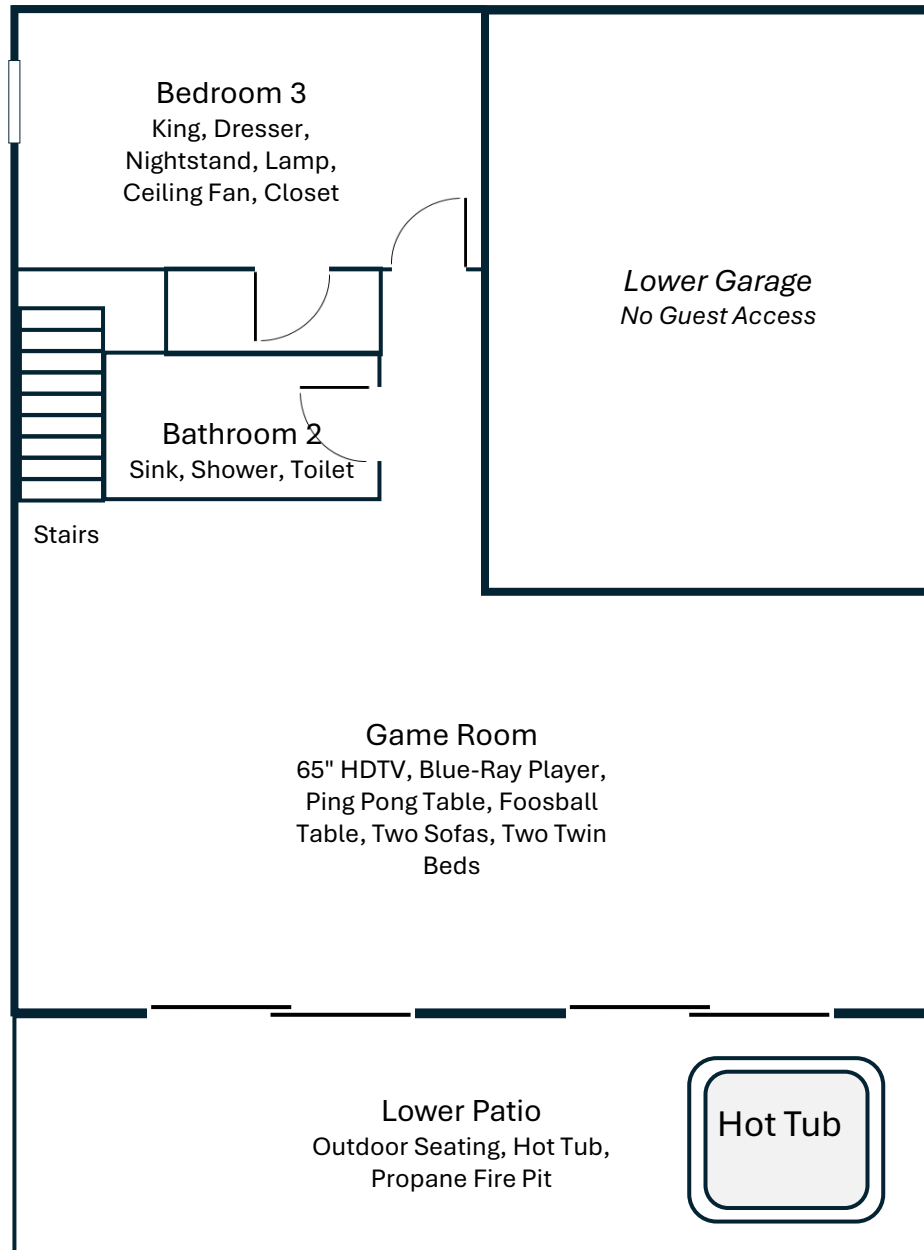 Bedroom 3
King, Dresser,
Nightstand, Lamp,
Ceiling Fan, Closet
Lower Garage
No Guest Access
Bathroom 2
Sink, Shower, Toilet
Stairs
Game Room
65" HDTV, Blue-Ray Player,
Ping Pong Table, Foosball
Table, Two Sofas, Two Twin
Beds
Lower Patio
Outdoor Seating, Hot Tub,
Propane Fire Pit
Hot Tub